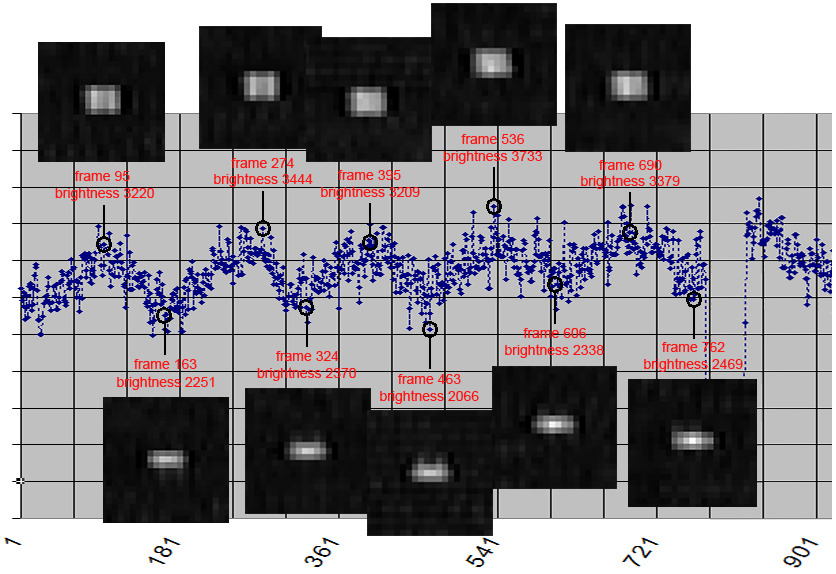 frame 95
brightness 3220
frame 274
brightness 3444
frame 395
brightness 3209
frame 536
brightness 3733
frame 690
brightness 3379
frame 163
brightness 2251
frame 324
brightness 2370
frame 463
brightness 2066
frame 606
brightness 2338
frame 762
brightness 2469
1
181
361
541
721
901